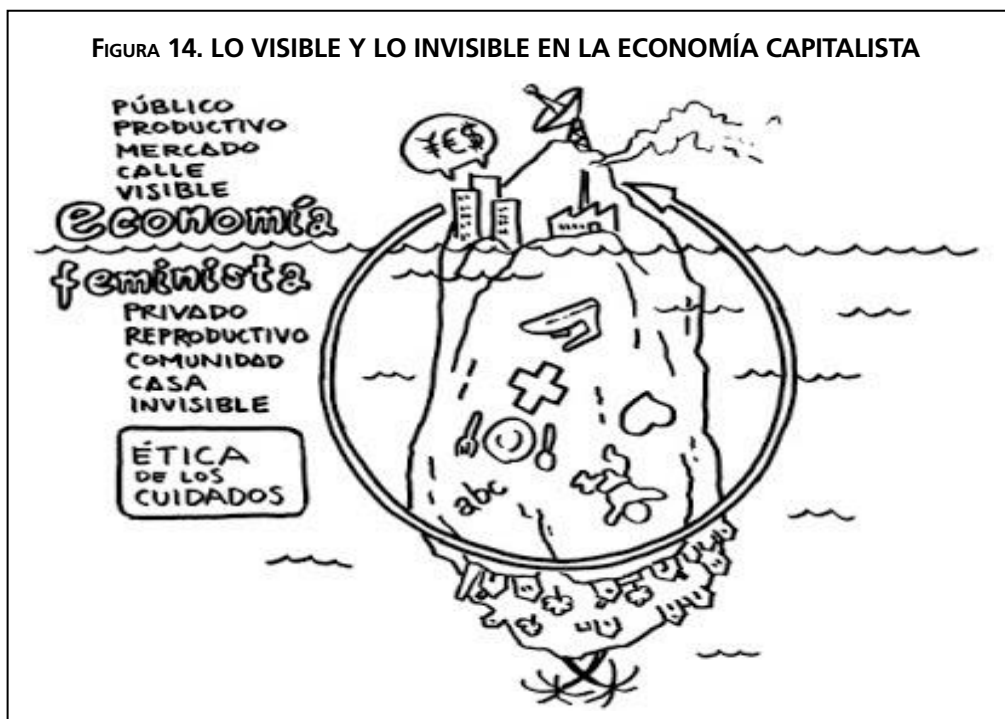 FIGURA 14. LO VISIBLE Y LO INVISIBLE EN LA ECONOMÍA CAPITALISTA
PÚBLICO
PRODUCTIVO
MERCADO
CALLE
VISIBLE
economía
feminista
PRIVADO
REPRODUCTIVO
COMUNIDAD
CASA
INVISIBLE
ÉTICA
DE LOS
CUIDADOS
¥€$
abc